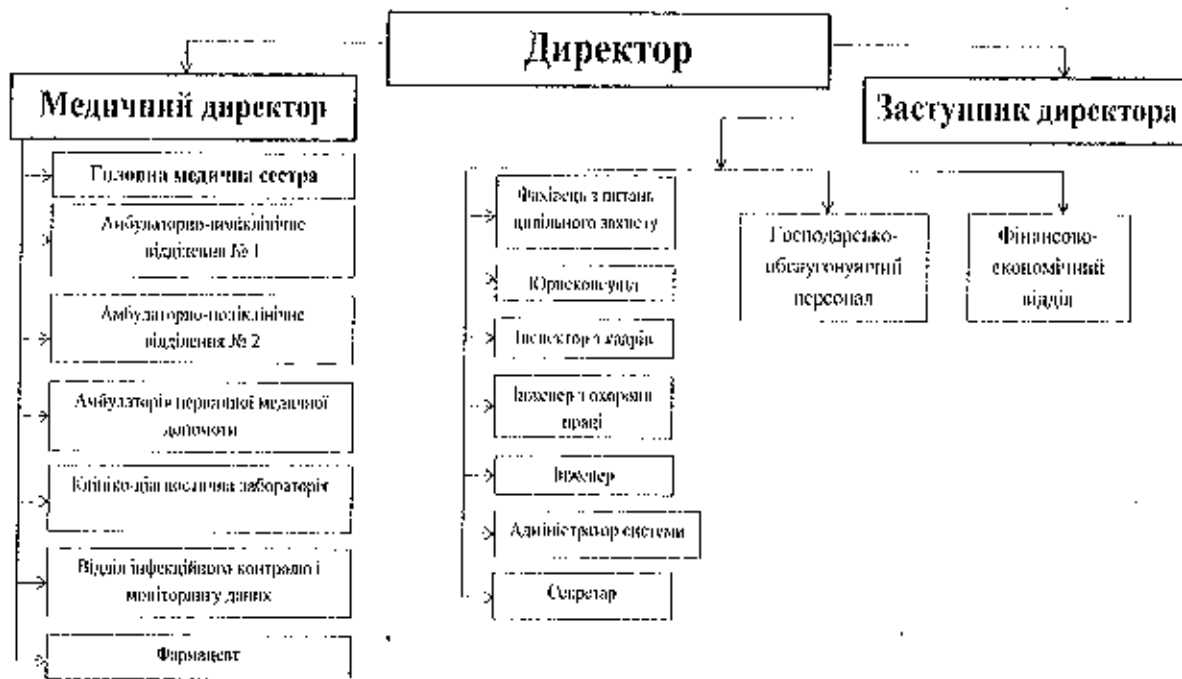 Директор
Медичний директор
Заступник директора
Головна медична сестра
Амбулаторно-поліклінічне
відділення № 1
Амбулаторно-поліклінічне
відділення № 2
Амбулаторія первинної медичної
допомоги
Клініко-діагностична лабораторія
Відділ інфекційного контролю і
моніторингу даних
Фармацевт
Фахівець з питань
цивільного захисту
Юрисконсульт
Інспектор з кадрів
Інженер з охорони
праці
Інженер
Адміністратор системи
Секретар
Господарсько-
обслуговуючий
персонал
Фінансово-
економічний
відділ